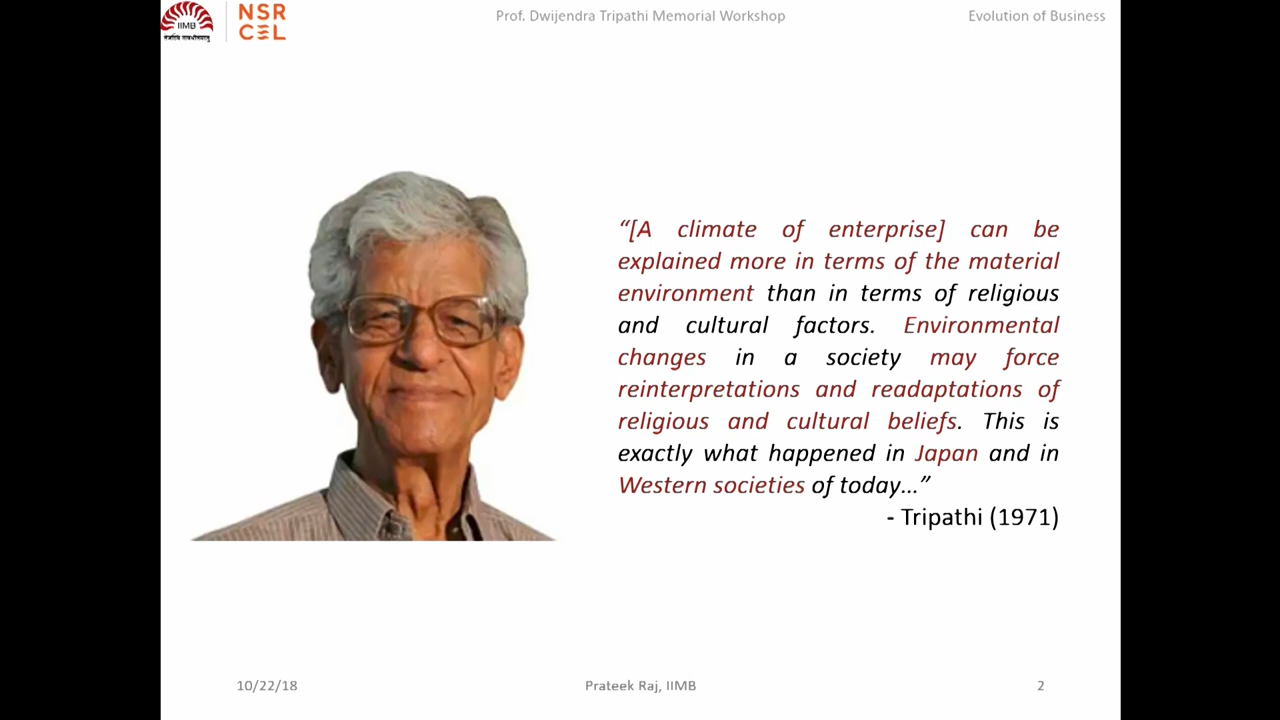 IIMB
NSR
CEL
Prof. Dwijendra Tripathi Memorial Workshop
Evolution of Business
“[A climate of enterprise] can be
explained more in terms of the material
environment than in terms of religious
and cultural factors. Environmental
changes in a society may force
reinterpretations and readaptations of
religious and cultural beliefs. This is
exactly what happened in Japan and in
Western societies of today…”
- Tripathi (1971)
10/22/18
Prateek Raj, IIMB
2